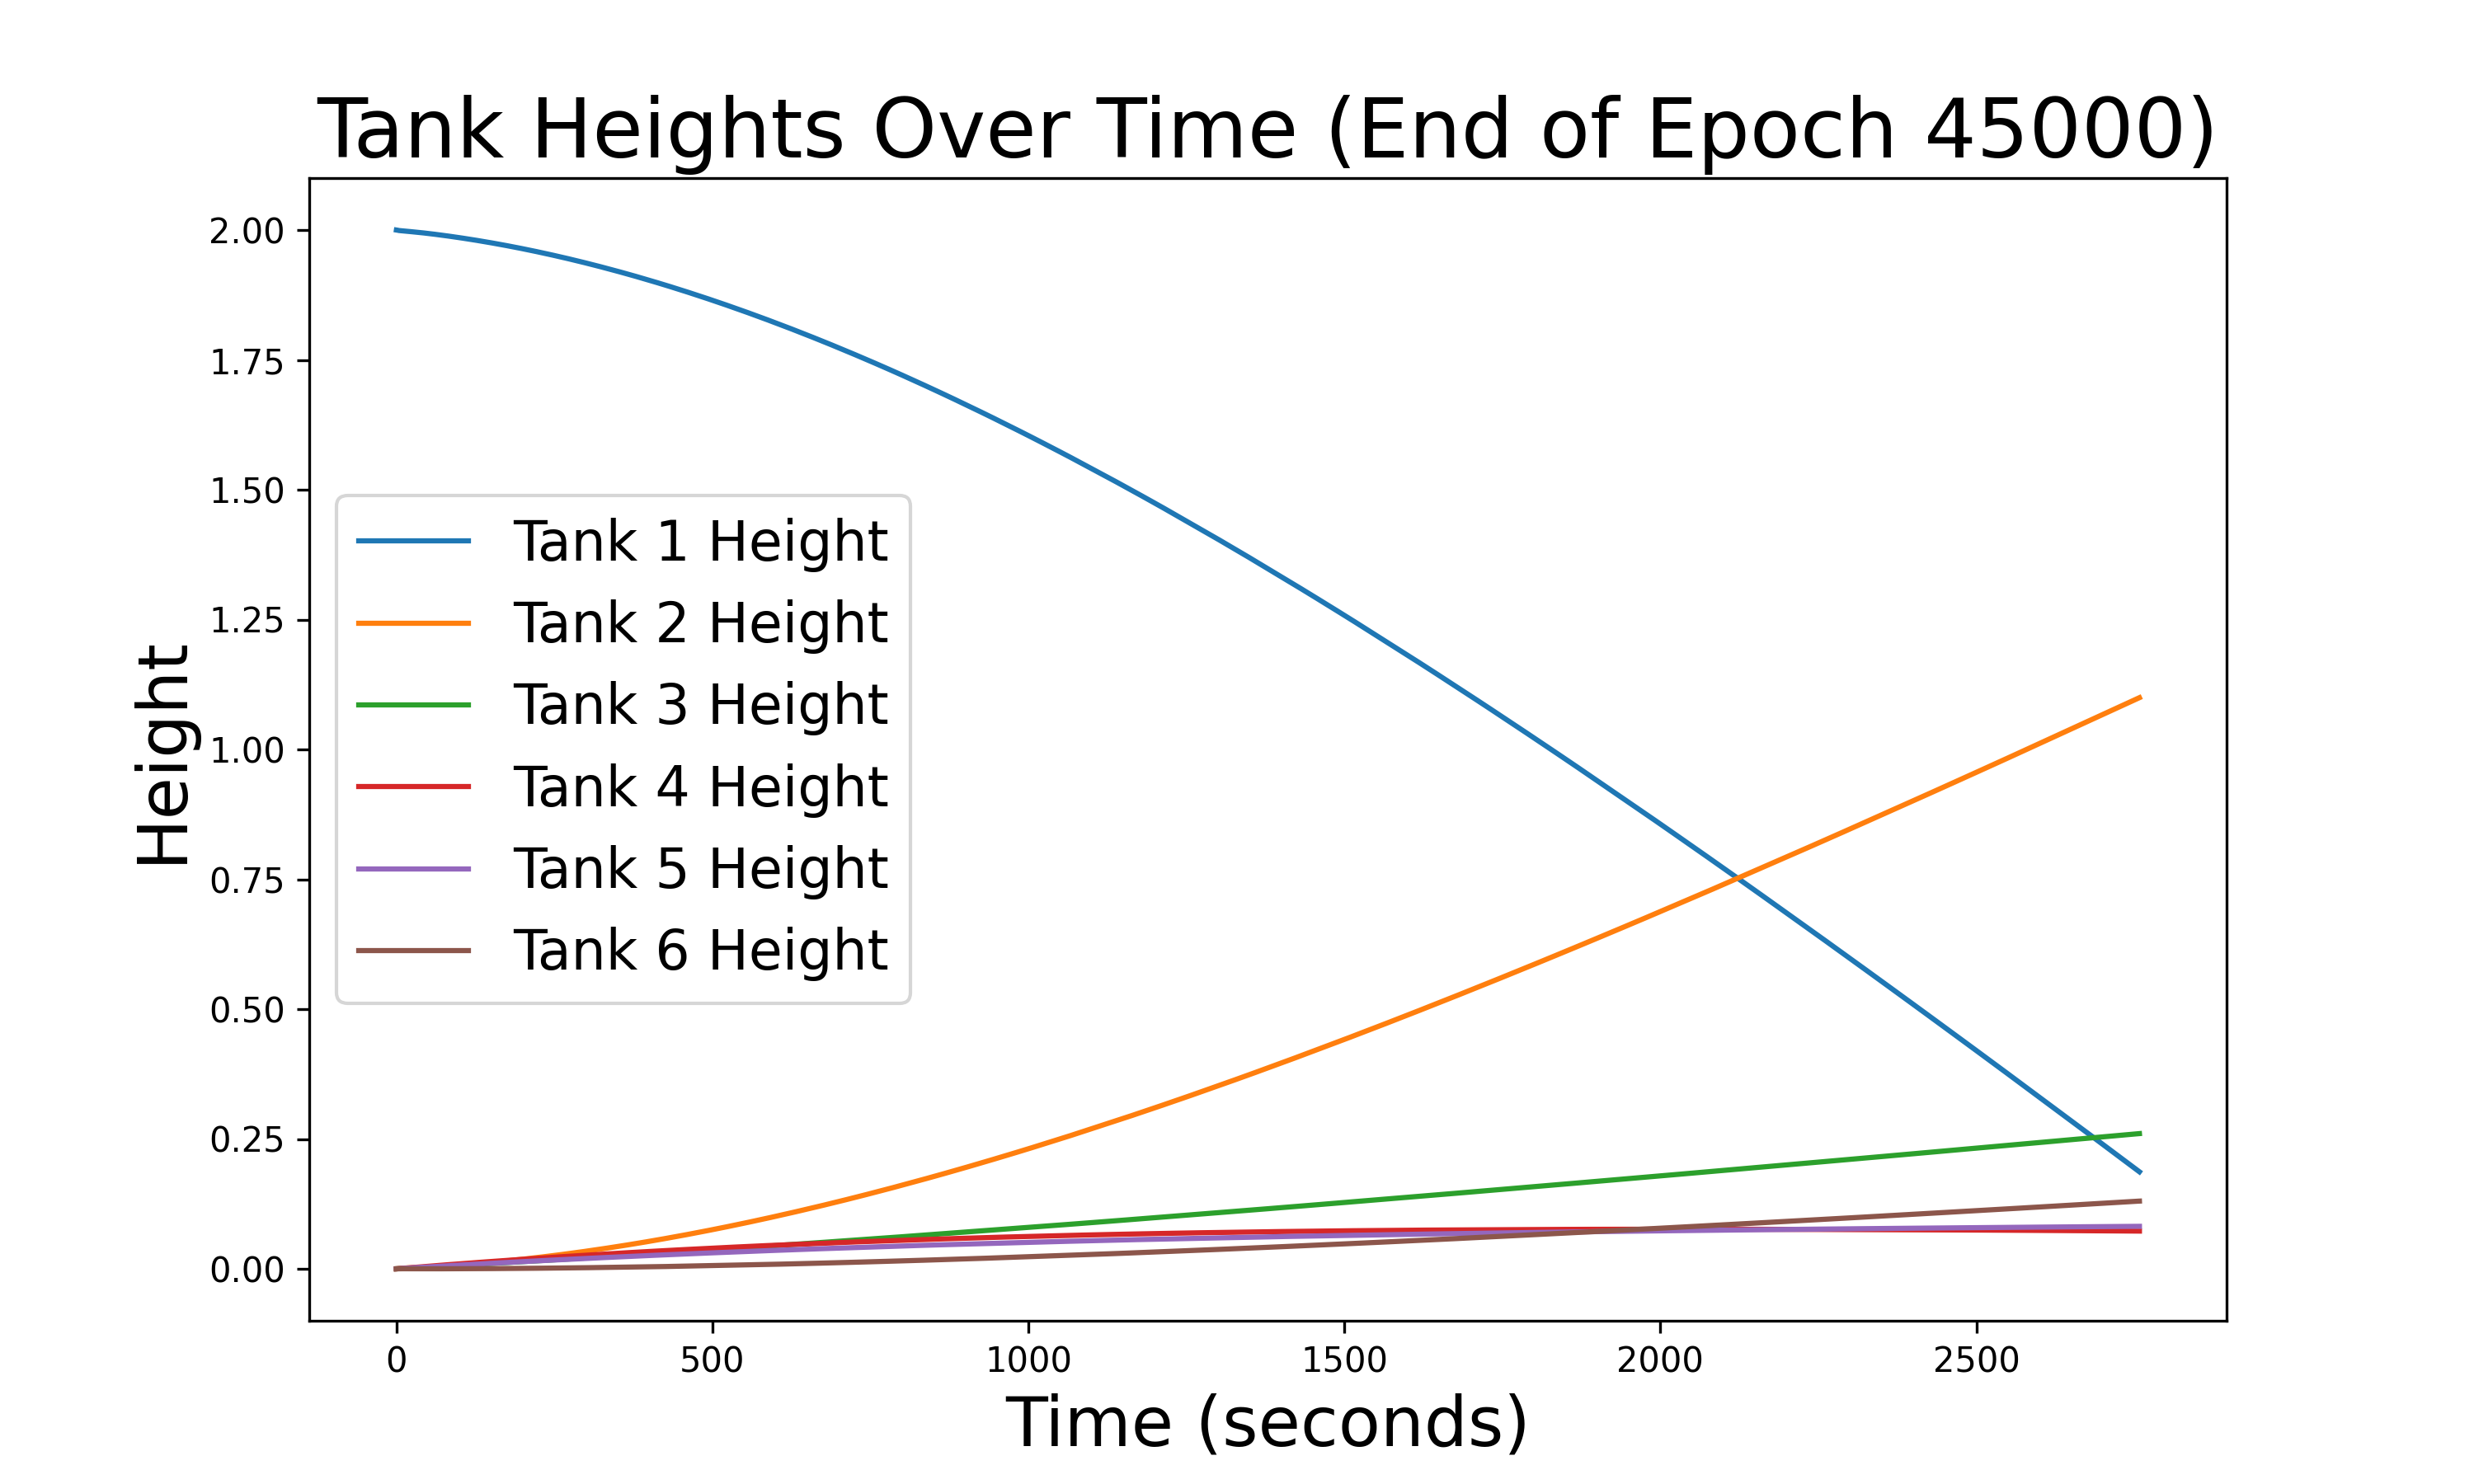 Tank Heights Over Time (End of Epoch 45000)
Height
2.00
1.75
1.50
1.25
1.00
0.75
0.50
0.25
0.00
Tank 1 Height
Tank 2 Height
Tank 3 Height
Tank 4 Height
Tank 5 Height
Tank 6 Height
0 500 1000 1500 2000 2500
Time (seconds)